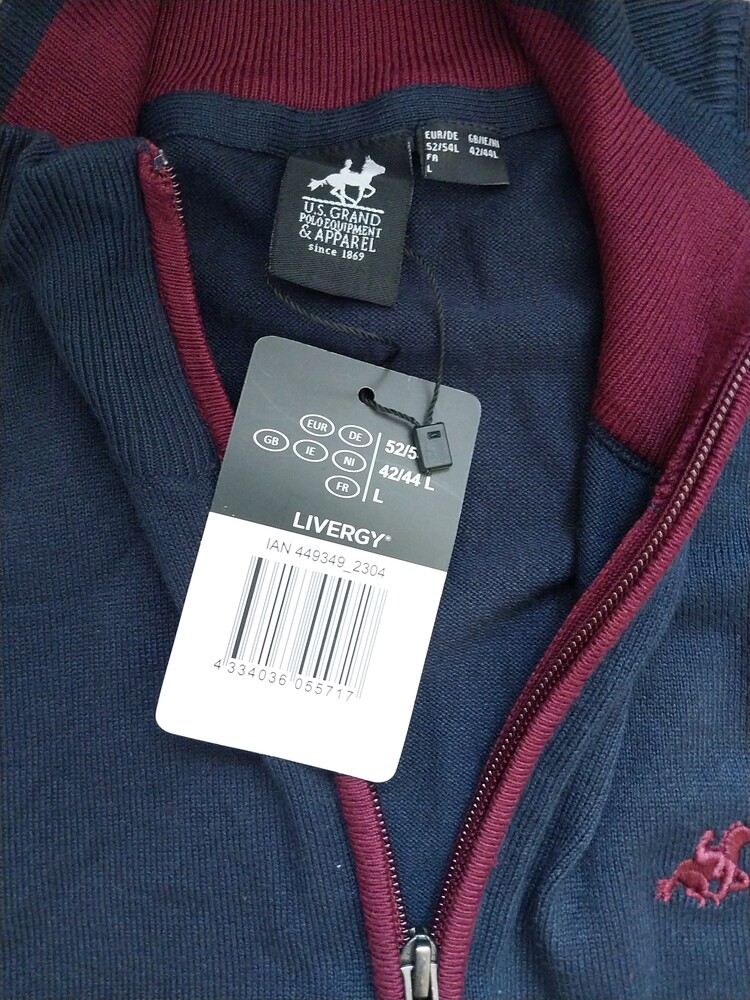 EUR/DE GB/IE/NI
52/54L 42/44L
FR
L
U.S. GRAND
POLO EQUIPMENT
& APPAREL
since 1869
EUR DE
GB IE NI
FR
42/44 L
L
LIVERGY®
IAN 449349_2304
4 334036 055717